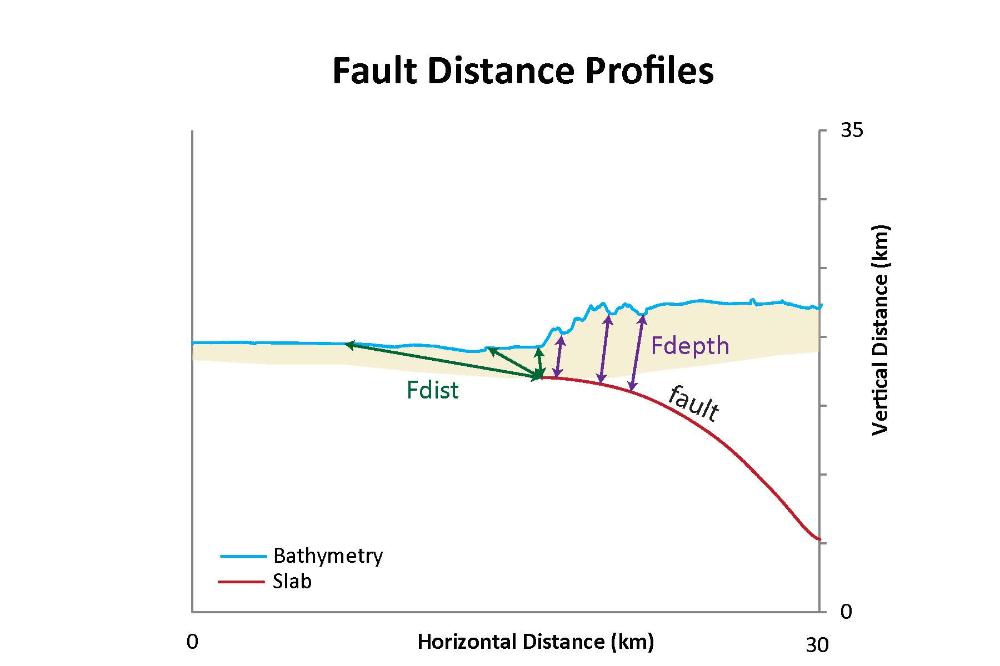 Fault Distance Profiles
35
Vertical Distance (km)
Fdepth
Fdist
fault
Bathymetry
Slab
0
0
Horizontal Distance (km)
30